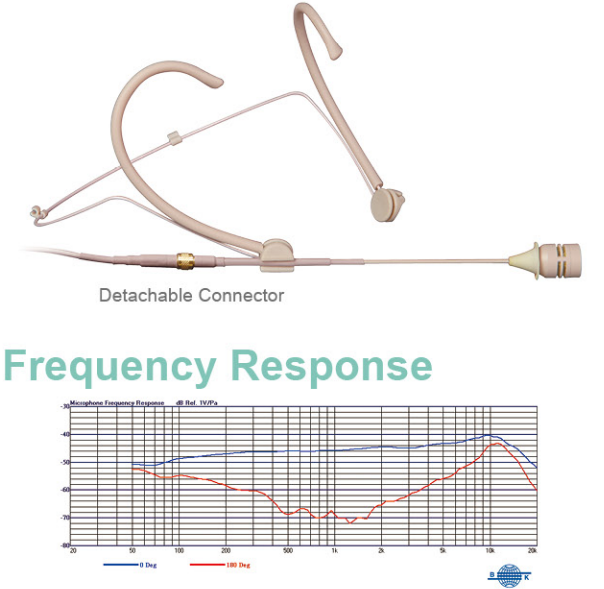 Detachable Connector
Frequency Response
Microphone Frequency Response dB Ref. 1V/Pa
-30
-40
-50
-60
-70
-80
20 50 100 200 500 1k 2k 5k 10k 20k
0 Deg 180 Deg
B K